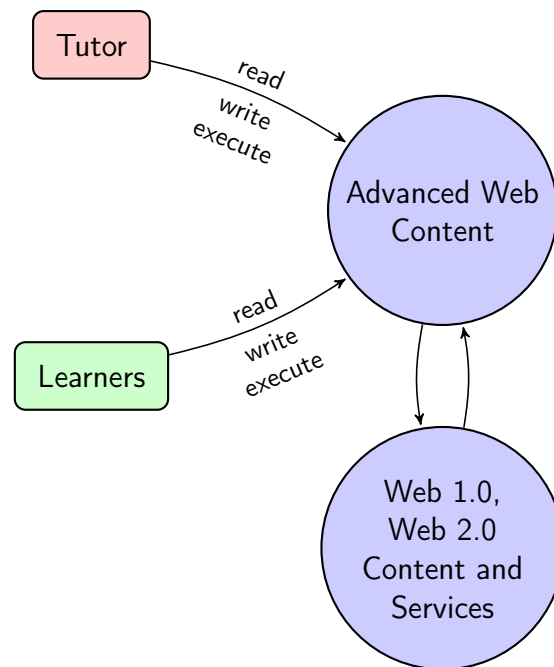 Tutor
read
write
execute
Advanced Web
Content
read
write
execute
Learners
Web 1.0,
Web 2.0
Content and
Services